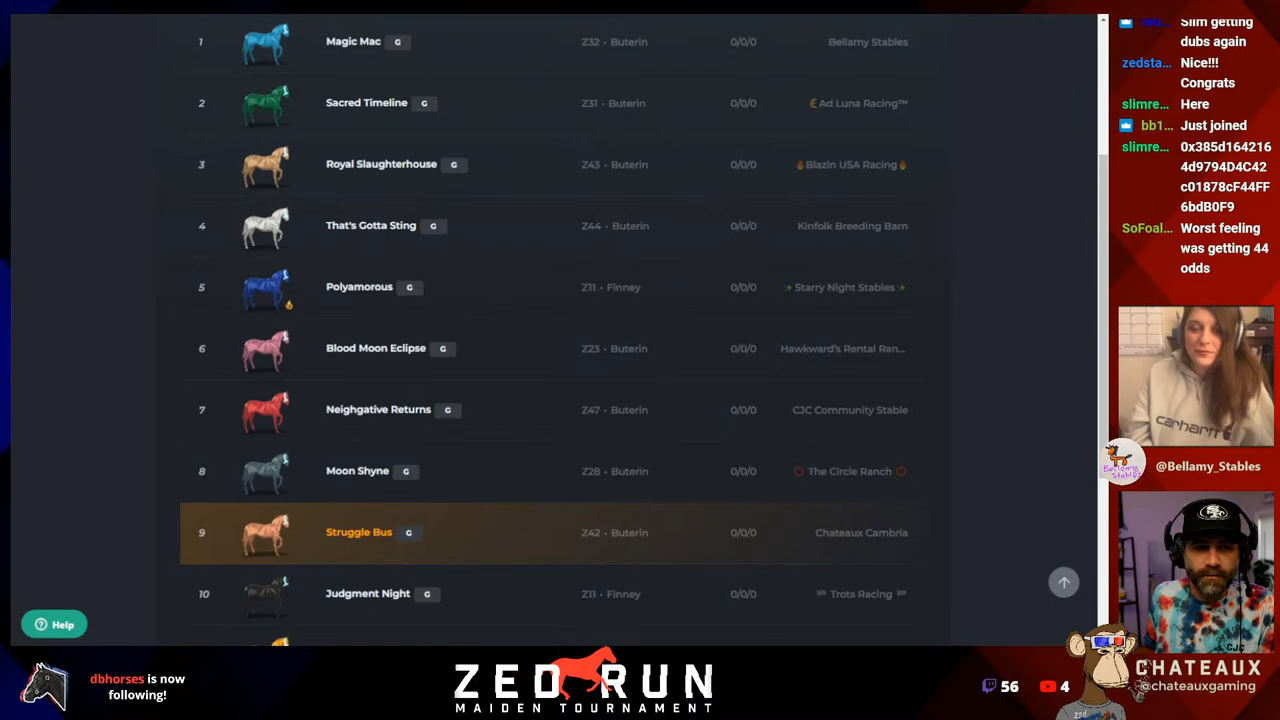 1 Magic Mac G Z32 • Buterin 0/0/0 Bellamy Stables
2 Sacred Timeline G Z31 • Buterin 0/0/0 Ad Luna Racing™
3 Royal Slaughterhouse G Z43 • Buterin 0/0/0 Blazin USA Racing
4 That's Gotta Sting G Z44 • Buterin 0/0/0 Kinfolk Breeding Barn
5 Polyamorous G Z11 • Finney 0/0/0 Starry Night Stables
6 Blood Moon Eclipse G Z23 • Buterin 0/0/0 Hawkward's Rental Ran...
7 Neighgative Returns G Z47 • Buterin 0/0/0 CJC Community Stable
8 Moon Shyne G Z28 • Buterin 0/0/0 The Circle Ranch
9 Struggle Bus G Z42 • Buterin 0/0/0 Chateaux Cambria
10 Judgment Night G Z11 • Finney 0/0/0 Trots Racing
Help
Slim getting
dubs again
zedsta... Nice!!!
Congrats
slimre... Here
bb1... Just joined
slimre... 0x385d164216
4d9794D4C42
c01878cF44FF
6bdB0F9
SoFoal... Worst feeling
was getting 44
odds
carhartt
Bellamy
Stables
@Bellamy_Stables
CJC
dbhorses is now
following!
ZED RUN
MAIDEN TOURNAMENT
56
4
CHATEAUX
@chateauxgaming